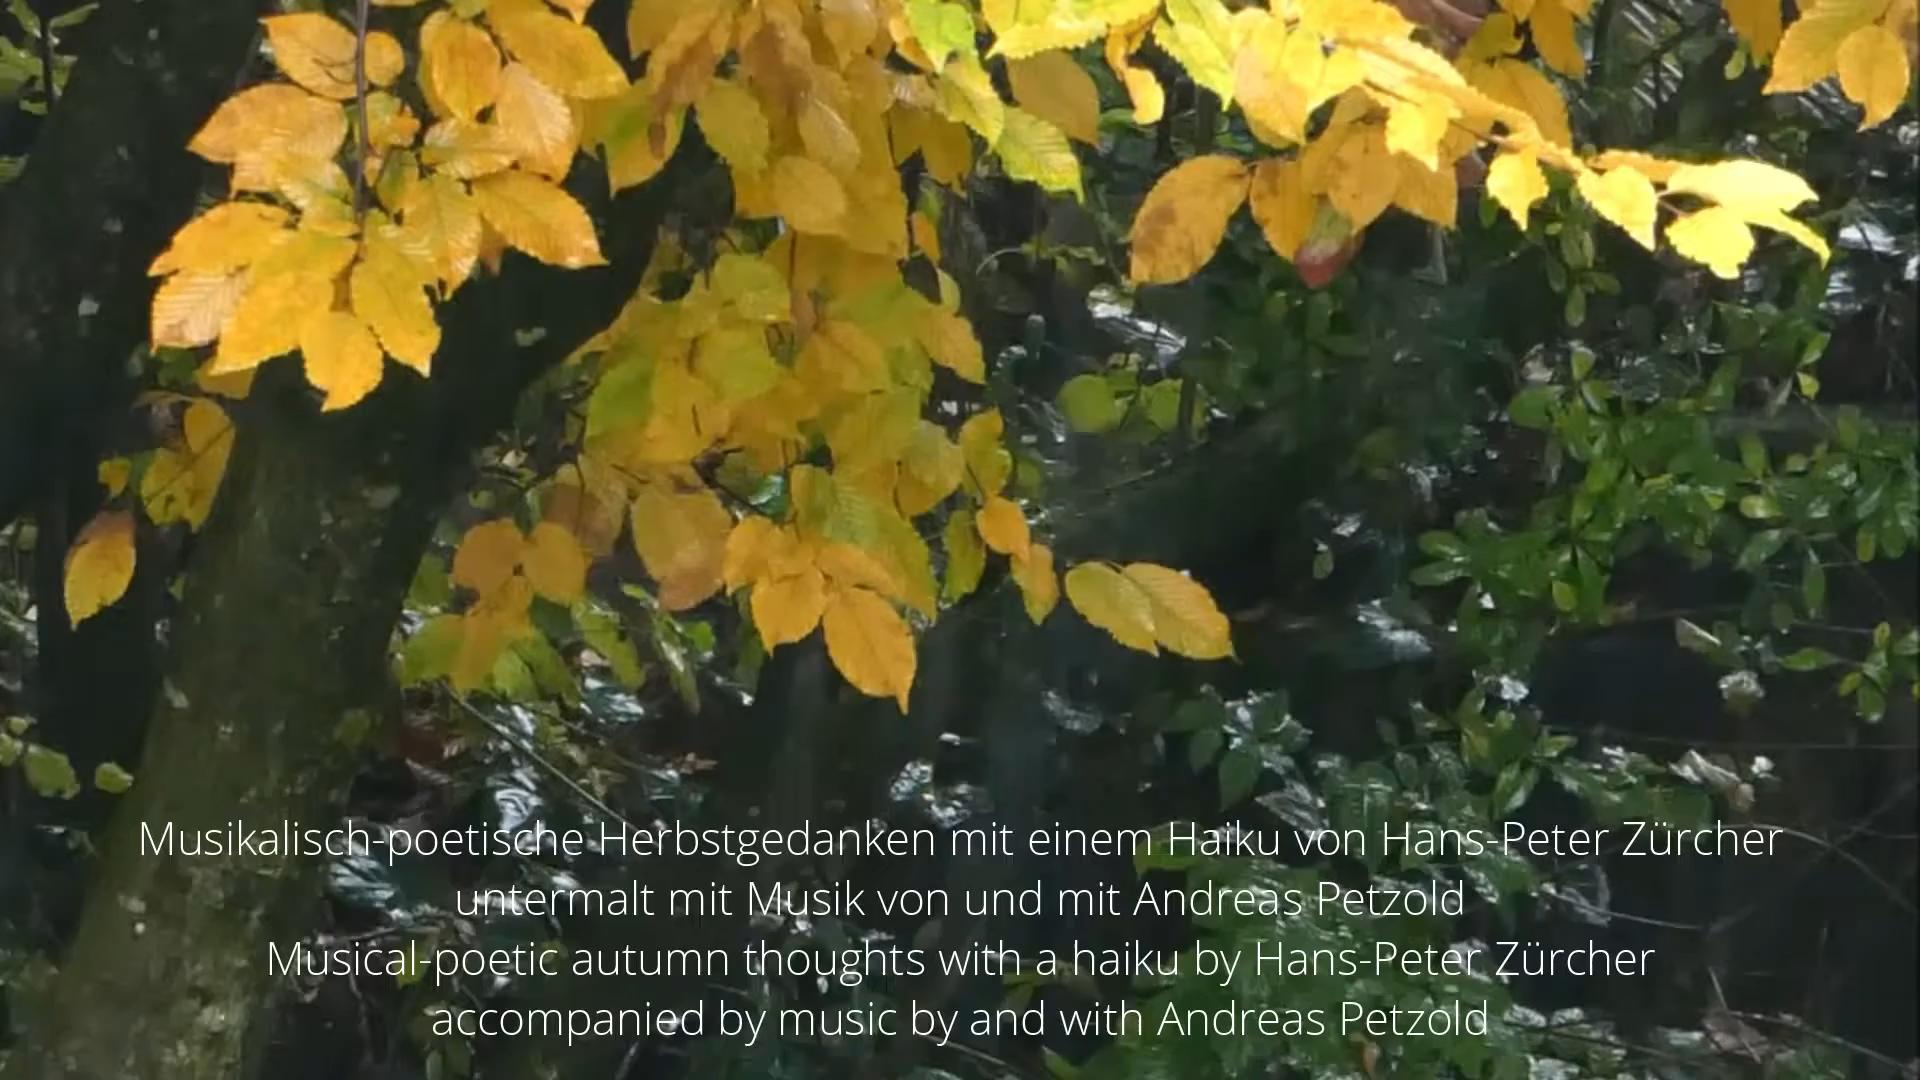 Musikalisch-poetische Herbstgedanken mit einem Haiku von Hans-Peter Zürcher
untermalt mit Musik von und mit Andreas Petzold
Musical-poetic autumn thoughts with a haiku by Hans-Peter Zürcher
accompanied by music by and with Andreas Petzold